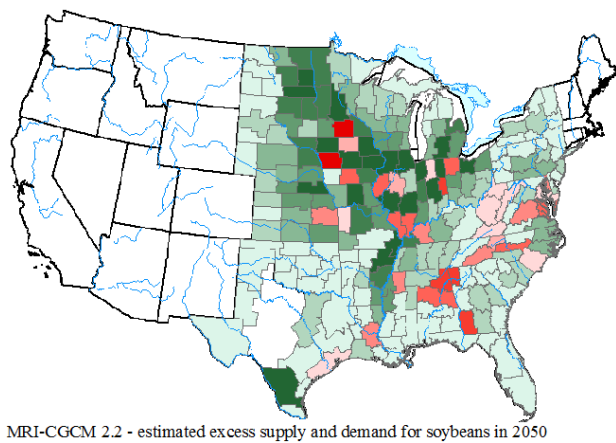 MRI-CGCM 2.2 - estimated excess supply and demand for soybeans in 2050